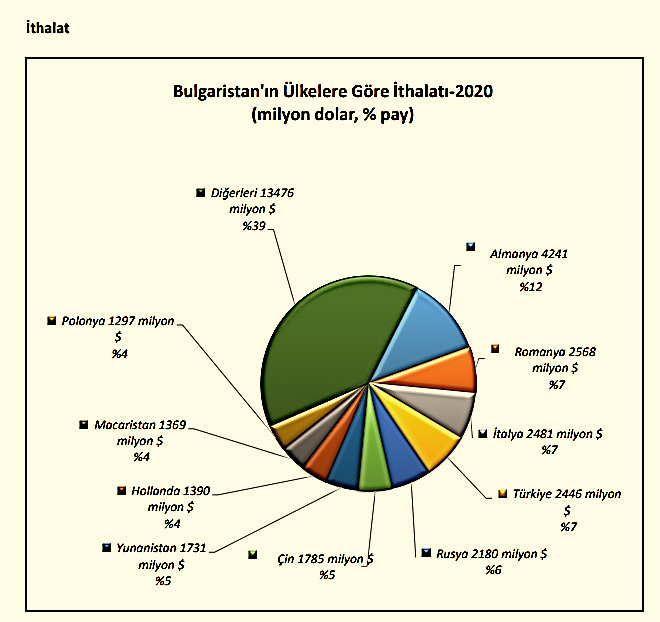 İthalat
Bulgaristan'ın Ülkelere Göre İthalatı-2020
(milyon dolar, % pay)
Diğerleri 13476
milyon $
%39
Almanya 4241
milyon $
%12
Romanya 2568
milyon $
%7
İtalya 2481 milyon $
%7
Türkiye 2446 milyon
$
%7
Rusya 2180 milyon $
%6
Çin 1785 milyon $
%5
Yunanistan 1731
milyon $
%5
Hollanda 1390
milyon $
%4
Macaristan 1369
milyon $
%4
Polonya 1297 milyon
$
%4